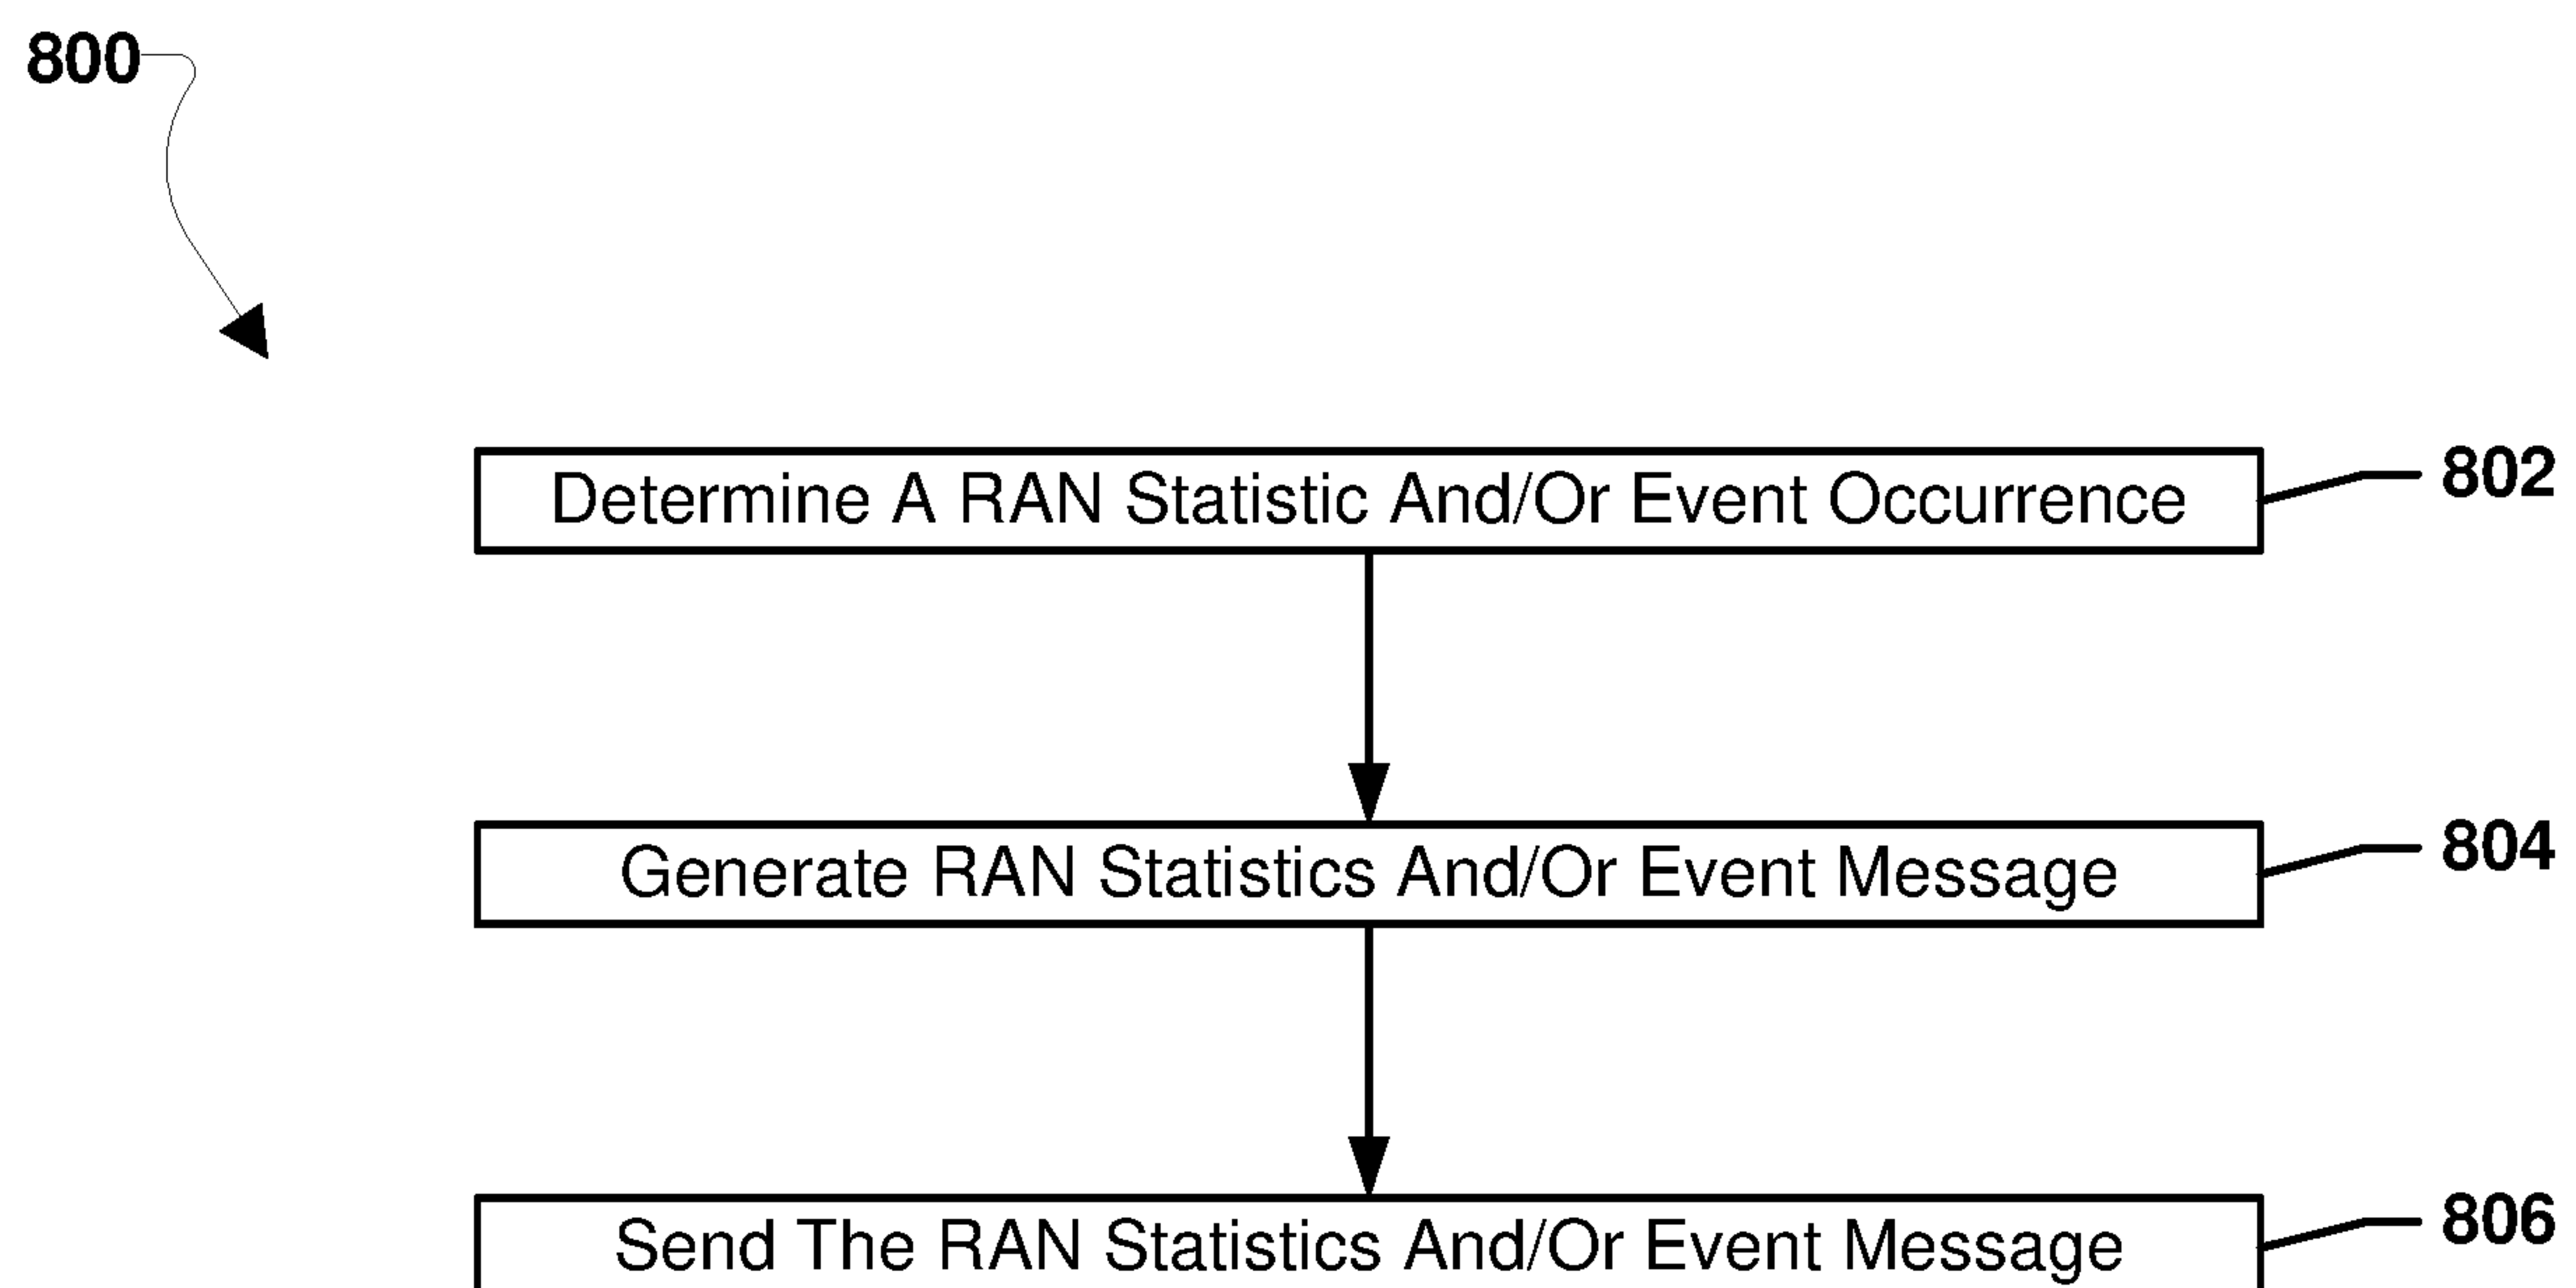 800
Determine A RAN Statistic And/Or Event Occurrence
802
Generate RAN Statistics And/Or Event Message
804
Send The RAN Statistics And/Or Event Message
806